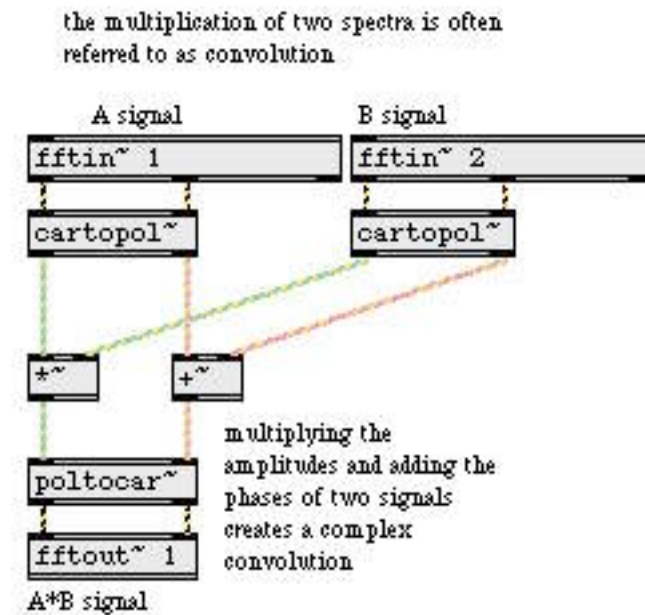 the multiplication of two spectra is often
referred to as convolution
A signal
B signal
fftin~ 1
fftin~ 2
cartopol~
cartopol~
*~
+~
multiplying the
amplitudes and adding the
phases of two signals
creates a complex
convolution
poltocar~
fftout~ 1
A*B signal